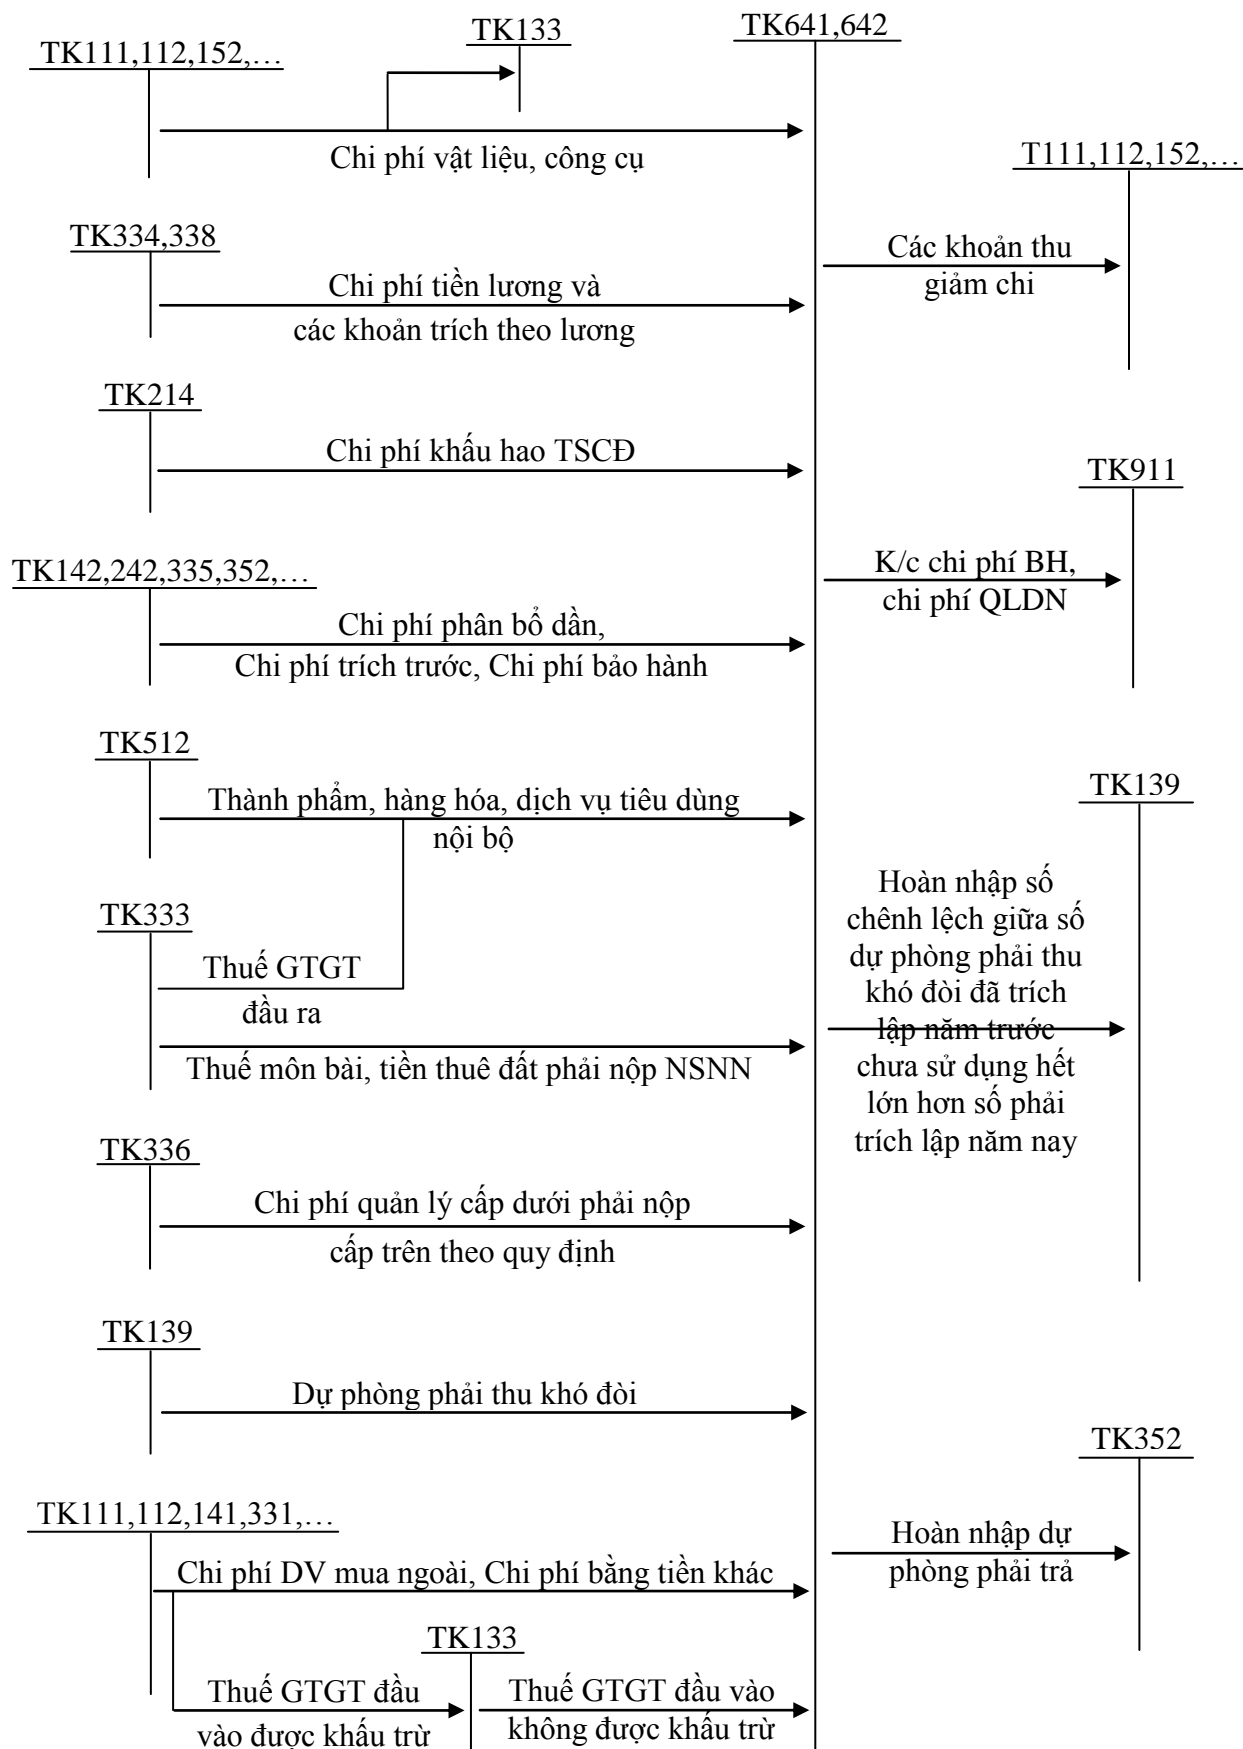 TK111,112,152,…
TK133
TK641,642
Chi phí vật liệu, công cụ
T111,112,152,…
TK334,338
Chi phí tiền lương và
các khoản trích theo lương
Các khoản thu
giảm chi
TK214
Chi phí khấu hao TSCĐ
TK911
TK142,242,335,352,…
Chi phí phân bổ dần,
Chi phí trích trước, Chi phí bảo hành
K/c chi phí BH,
chi phí QLDN
TK512
Thành phẩm, hàng hóa, dịch vụ tiêu dùng
nội bộ
TK139
TK333
Thuế GTGT
đầu ra
Thuế môn bài, tiền thuê đất phải nộp NSNN
Hoàn nhập số
chênh lệch giữa số
dự phòng phải thu
khó đòi đã trích
lập năm trước
chưa sử dụng hết
lớn hơn số phải
trích lập năm nay
TK336
Chi phí quản lý cấp dưới phải nộp
cấp trên theo quy định
TK139
Dự phòng phải thu khó đòi
TK352
TK111,112,141,331,…
Chi phí DV mua ngoài, Chi phí bằng tiền khác
Hoàn nhập dự
phòng phải trả
TK133
Thuế GTGT đầu
vào được khấu trừ
Thuế GTGT đầu vào
không được khấu trừ